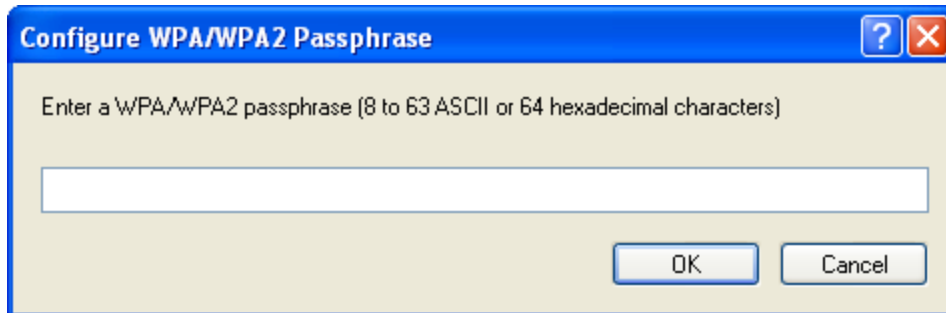 Configure WPA/WPA2 Passphrase
Enter a WPA/WPA2 passphrase (8 to 63 ASCII or 64 hexadecimal characters)
OK Cancel